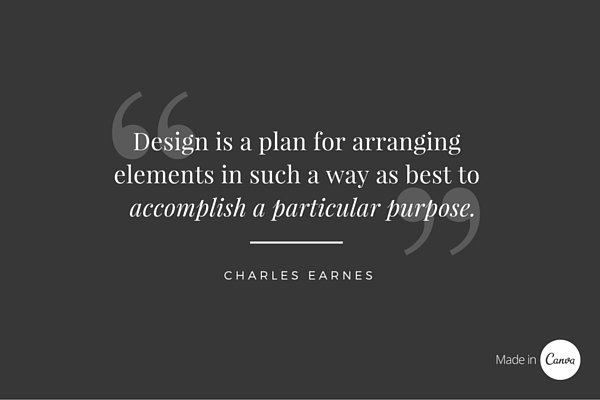 “
Design is a plan for arranging
elements in such a way as best to
accomplish a particular purpose.
”
CHARLES EARNES
Made in Canva